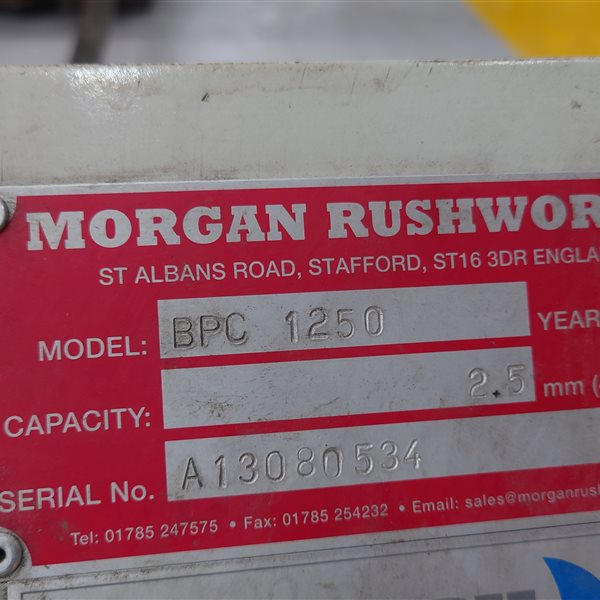 MORGAN RUSHWOR
ST ALBANS ROAD, STAFFORD, ST16 3DR ENGLA
MODEL: BPC 1250 YEAR
CAPACITY: 2.5 mm (
SERIAL No. A13080534
Tel: 01785 247575 • Fax: 01785 254232 • Email: sales@morganrush